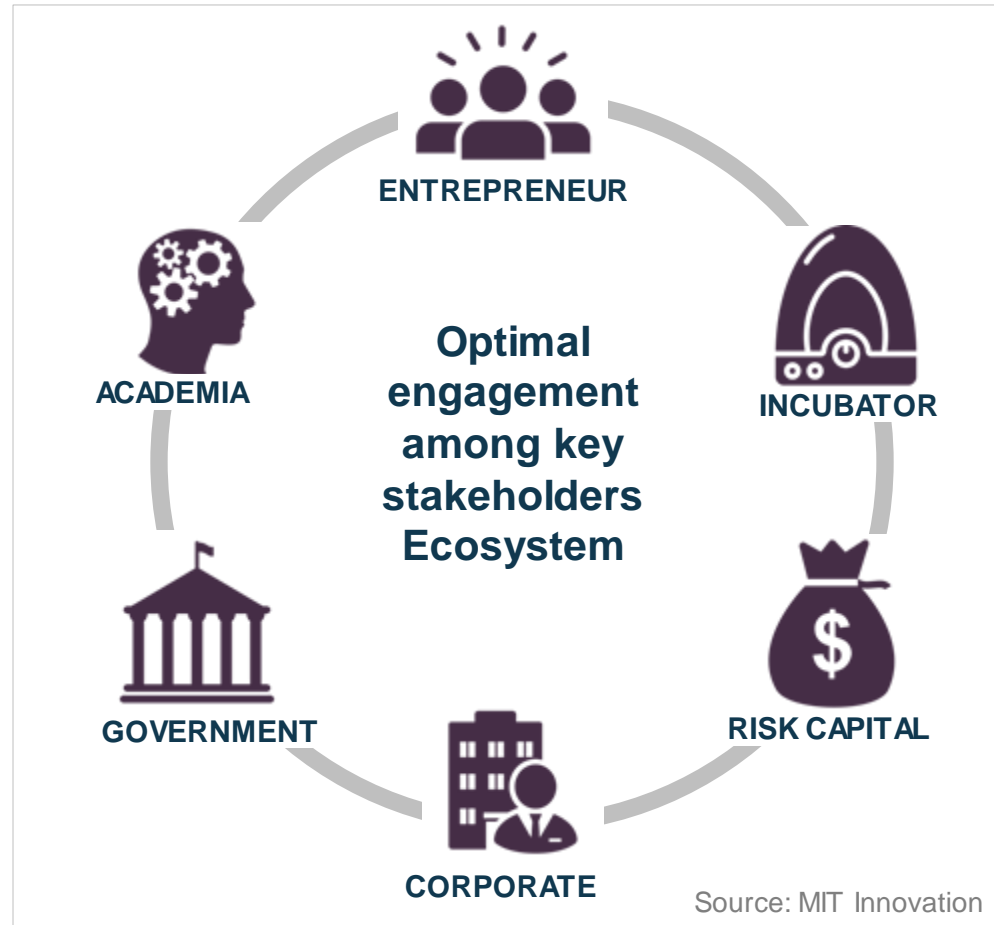 ENTREPRENEUR
ACADEMIA
INCUBATOR
Optimal
engagement
among key
stakeholders
Ecosystem
$
GOVERNMENT
RISK CAPITAL
CORPORATE
Source: MIT Innovation